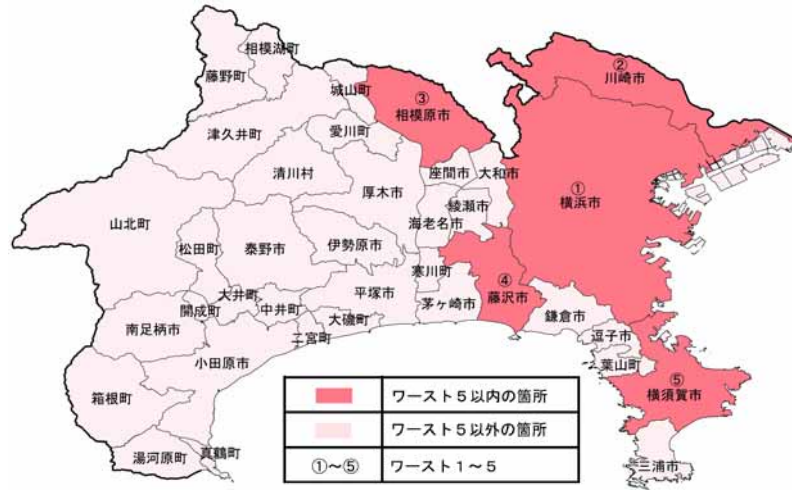 相模湖町
藤野町
②
川崎市
城山町
③
相模原市
津久井町
愛川町
清川村
座間市
大和市
①
横浜市
厚木市
綾瀬市
山北町
松田町
泰野市
伊勢原市
海老名市
寒川町
④
藤沢市
大井町
開成町
中井町
平塚市
茅ヶ崎市
鎌倉市
南足柄市
大磯町
二宮町
逗子市
小田原市
葉山町
箱根町
⑤
横須賀市
湯河原町
真鶴町
三浦市
ワースト5以内の箇所
ワースト5以外の箇所
①~⑤ ワースト1~5